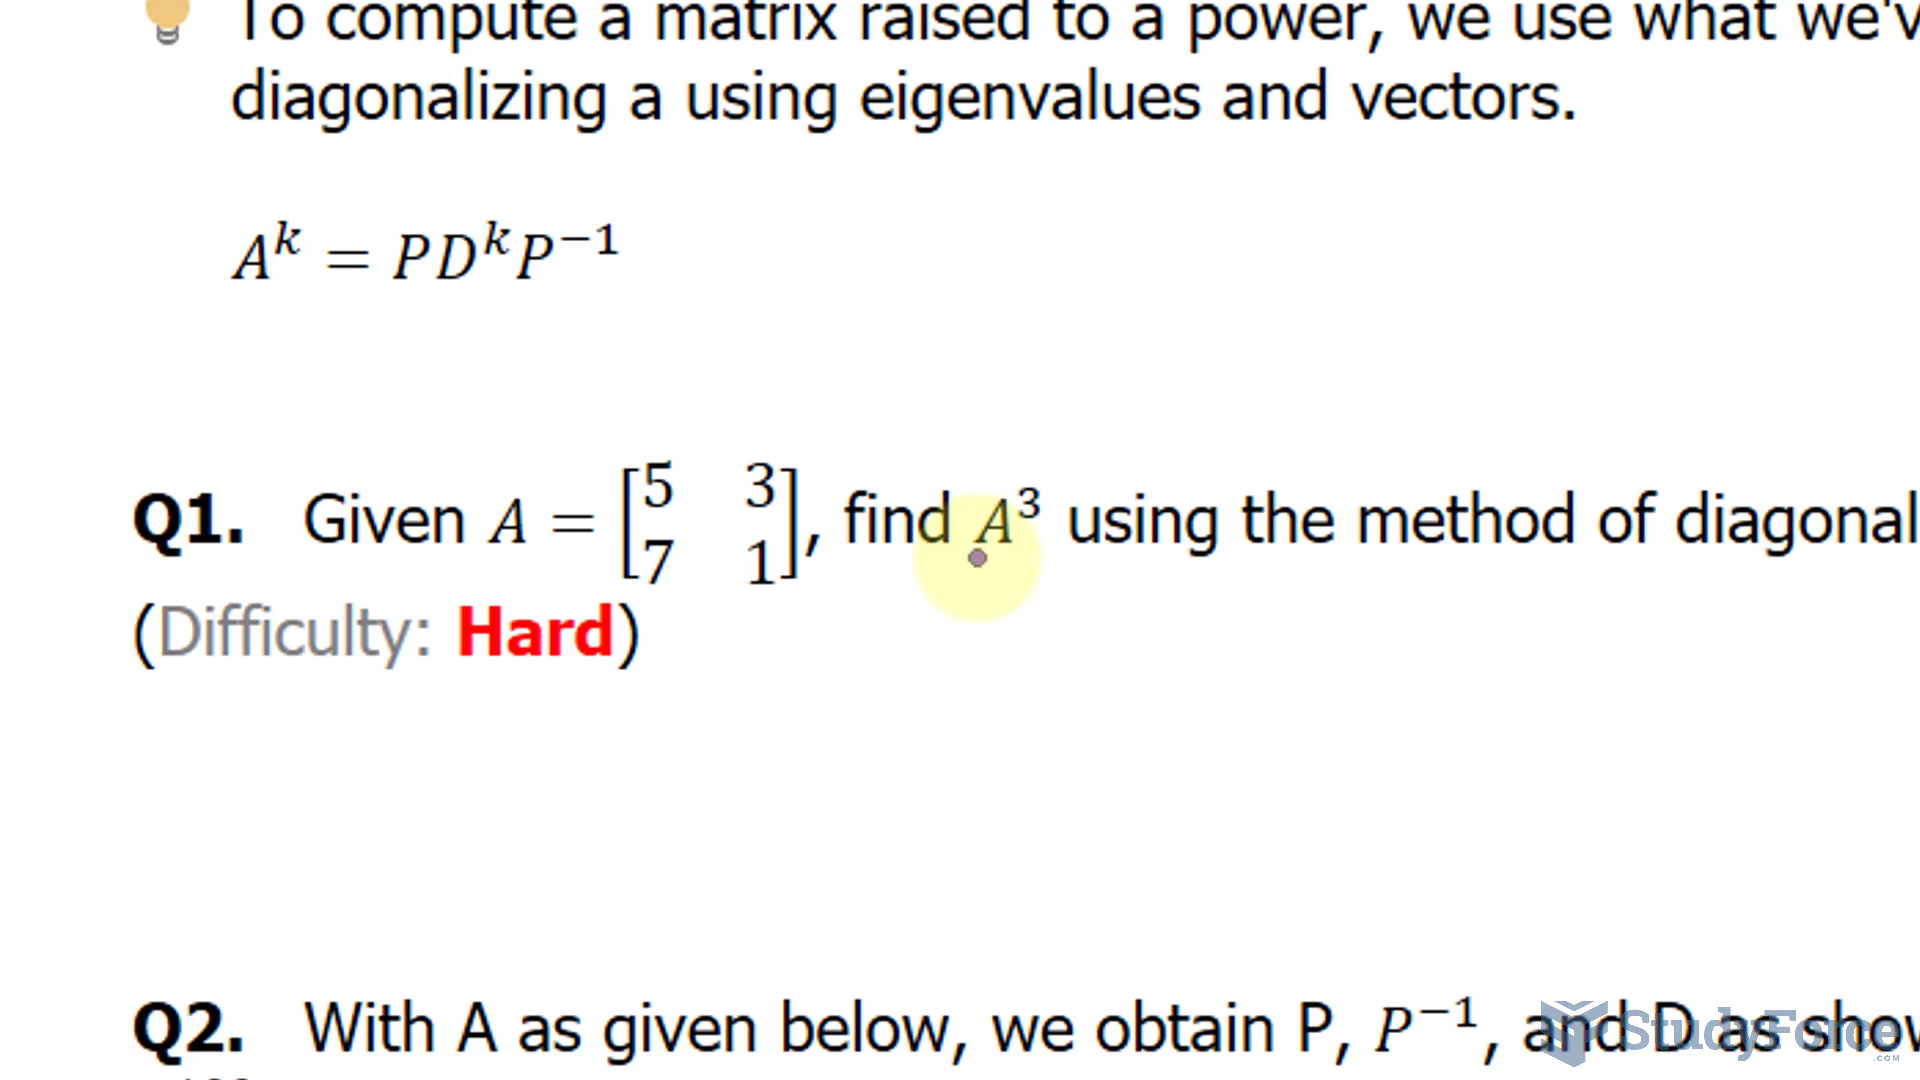 To compute a matrix raised to a power, we use what we'v
diagonalizing a using eigenvalues and vectors.
A^k = PD^kP^{-1}
Q1. Given A = [5 3; 7 1], find A^3 using the method of diagonal
(Difficulty: Hard)
Q2. With A as given below, we obtain P, P^{-1}, and D as show
StudyForce
.COM